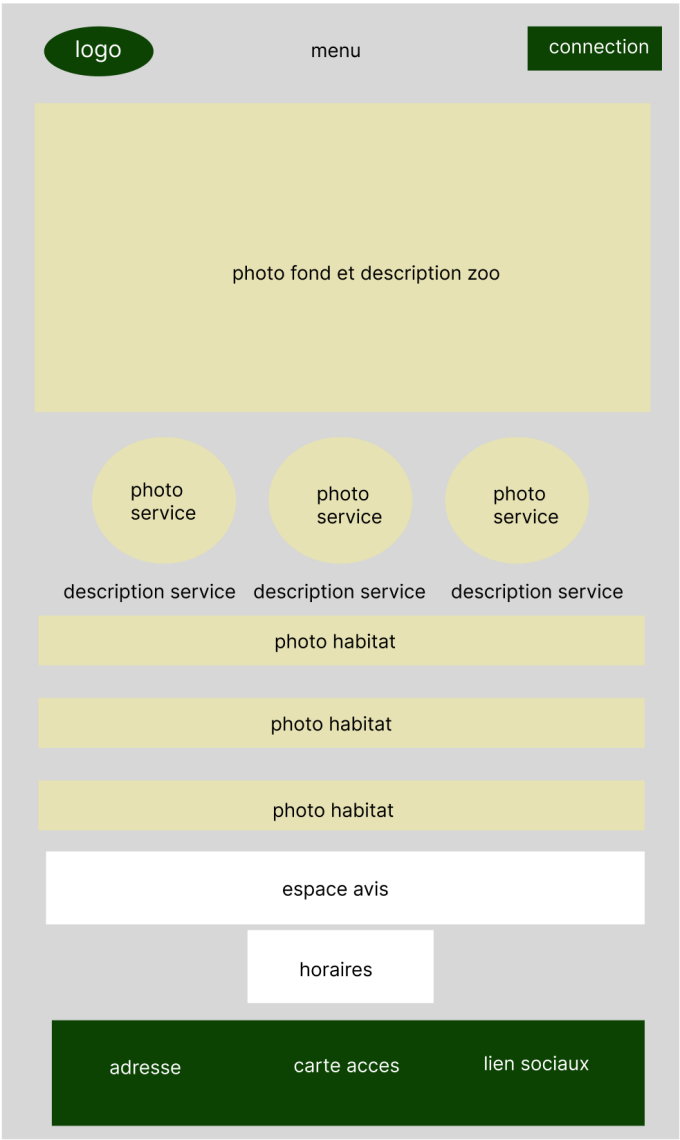 logo
menu
connection
photo fond et description zoo
photo
service
photo
service
photo
service
description service
description service
description service
photo habitat
photo habitat
photo habitat
espace avis
horaires
adresse
carte acces
lien sociaux